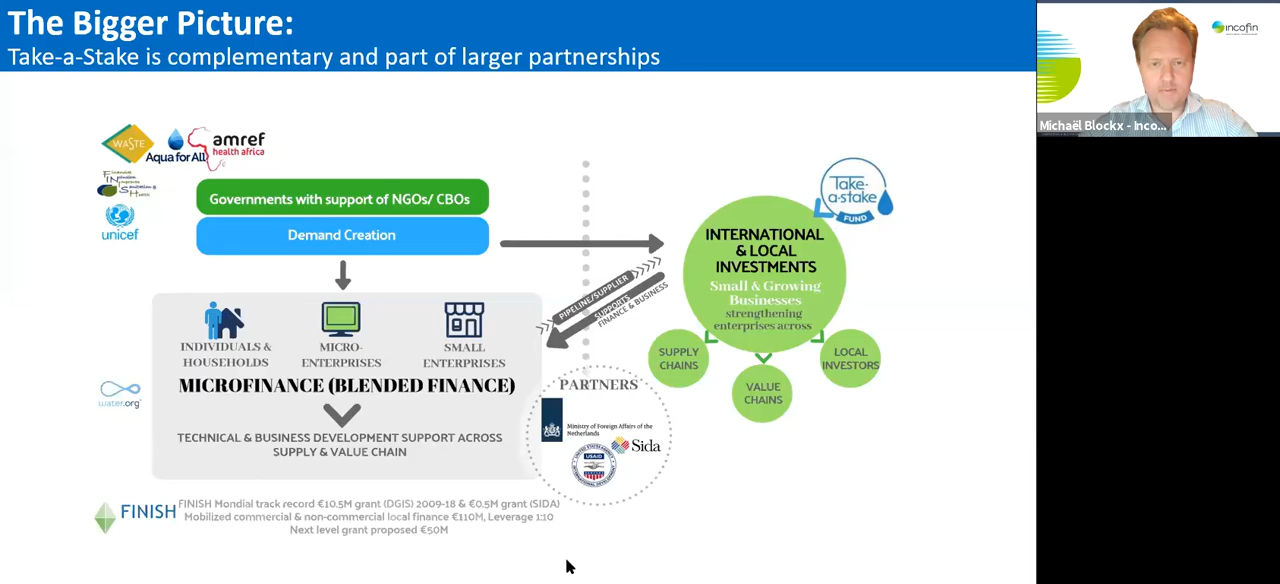 The Bigger Picture:
Take-a-Stake is complementary and part of larger partnerships
incofin
Michaël Blockx - Inco...
WASTE
Aqua for All
amref
health africa
unicef
Governments with support of NGOs/ CBOs
Demand Creation
Take-
a-stake
FUND
INTERNATIONAL
& LOCAL
INVESTMENTS
Small & Growing
Businesses
strengthening
enterprises across
SUPPLY
CHAINS
VALUE
CHAINS
LOCAL
INVESTORS
PIPELINE/SUPPLIER
SUPPORTS
FINANCE & BUSINESS
INDIVIDUALS &
HOUSEHOLDS
MICRO-
ENTERPRISES
SMALL
ENTERPRISES
MICROFINANCE (BLENDED FINANCE)
TECHNICAL & BUSINESS DEVELOPMENT SUPPORT ACROSS
SUPPLY & VALUE CHAIN
water.org
PARTNERS
Ministry of Foreign Affairs of the
Netherlands
Sida
USAID
FINISH
FINISH Mondial track record €10.5M grant (DGIS) 2009-18 & €0.5M grant (SIDA)
Mobilized commercial & non-commercial local finance €110M, Leverage 1:10
Next level grant proposed €50M